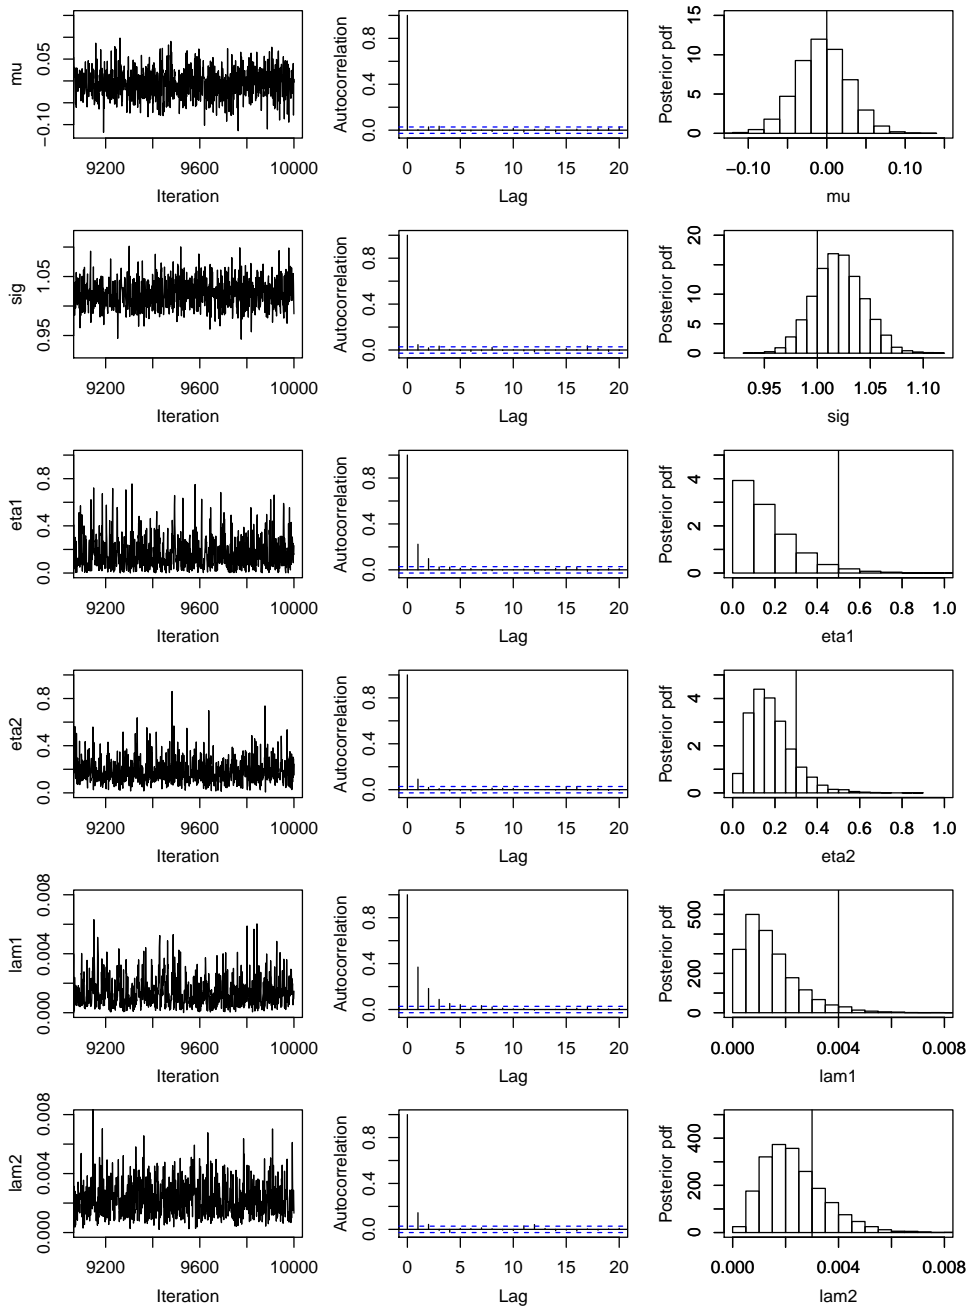 mu
−0.10 0.05
9200 9600 10000
Iteration
Autocorrelation
0.0 0.4 0.8
0 5 10 15 20
Lag
Posterior pdf
0 5 10 15
−0.10 0.00 0.10
mu
sig
0.95 1.05
9200 9600 10000
Iteration
Autocorrelation
0.0 0.4 0.8
0 5 10 15 20
Lag
Posterior pdf
0 5 10 20
0.95 1.00 1.05 1.10
sig
eta1
0.0 0.4 0.8
9200 9600 10000
Iteration
Autocorrelation
0.0 0.4 0.8
0 5 10 15 20
Lag
Posterior pdf
0 2 4
0.0 0.2 0.4 0.6 0.8 1.0
eta1
eta2
0.0 0.4 0.8
9200 9600 10000
Iteration
Autocorrelation
0.0 0.4 0.8
0 5 10 15 20
Lag
Posterior pdf
0 2 4
0.0 0.2 0.4 0.6 0.8 1.0
eta2
lam1
0.000 0.004 0.008
9200 9600 10000
Iteration
Autocorrelation
0.0 0.4 0.8
0 5 10 15 20
Lag
Posterior pdf
0 200 500
0.000 0.004 0.008
lam1
lam2
0.000 0.004 0.008
9200 9600 10000
Iteration
Autocorrelation
0.0 0.4 0.8
0 5 10 15 20
Lag
Posterior pdf
0 200 400
0.000 0.004 0.008
lam2